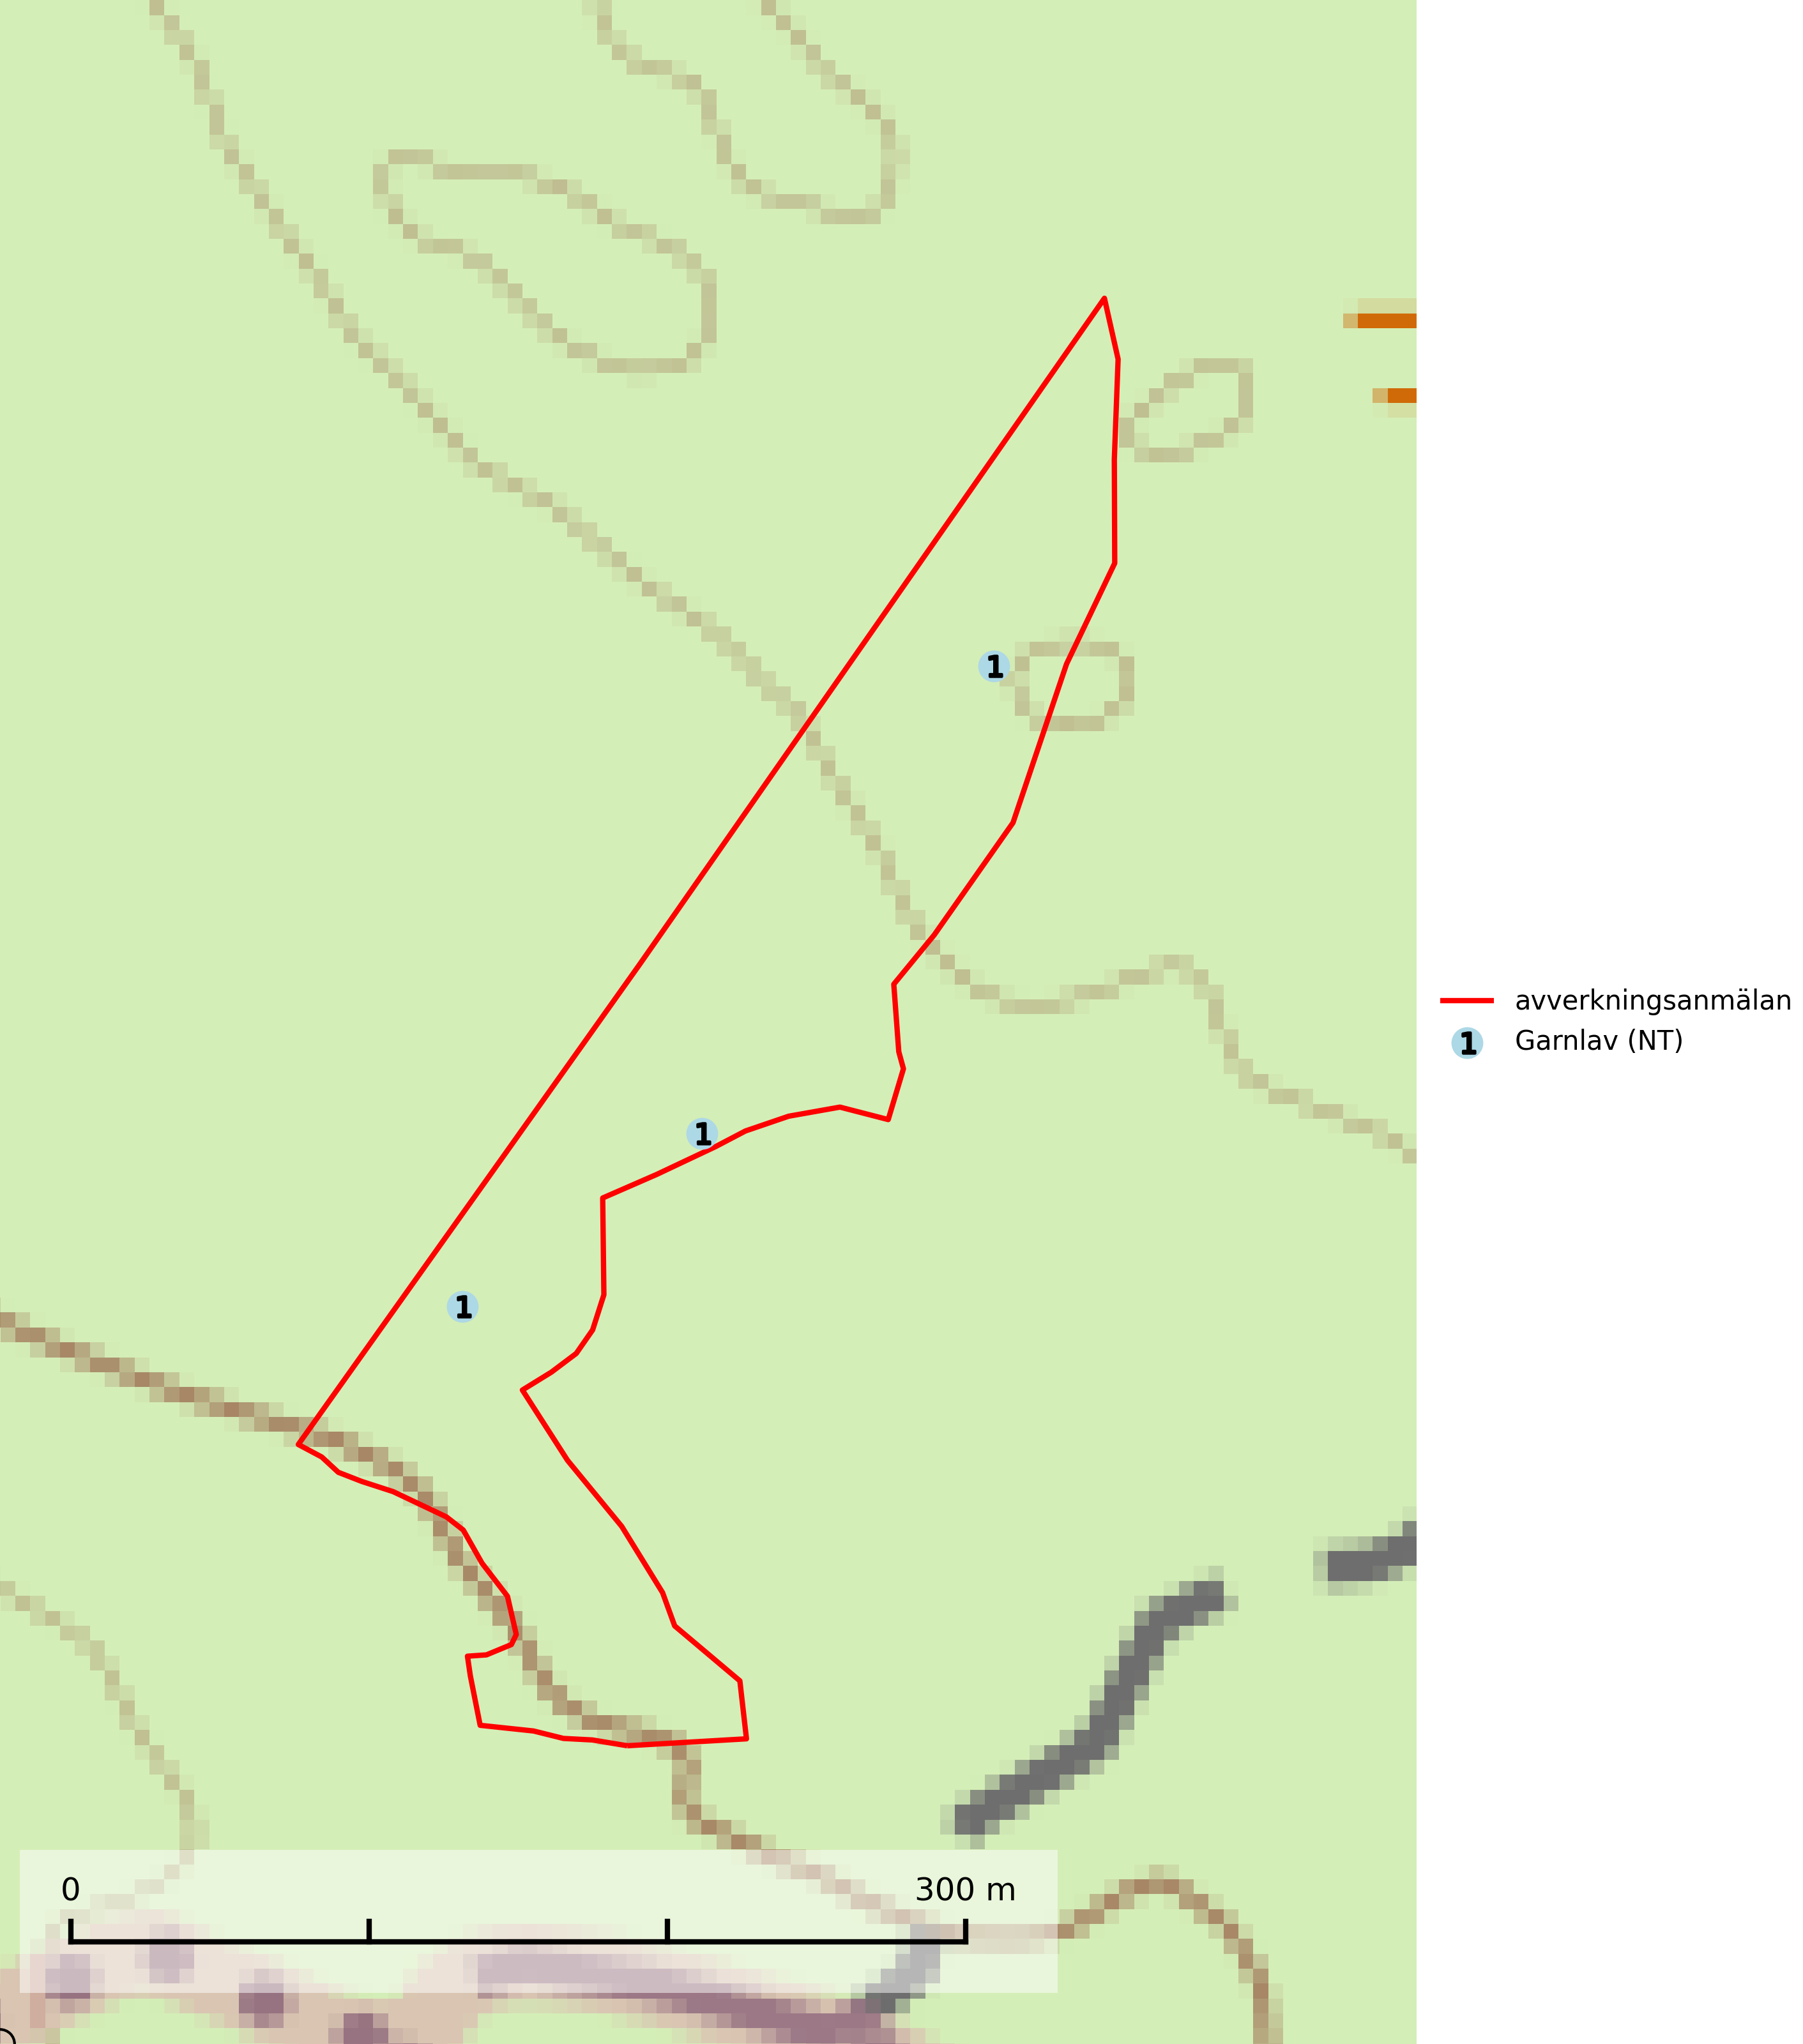 1
1
1
avverkningsanmälan
1 Garnlav (NT)
0 300 m